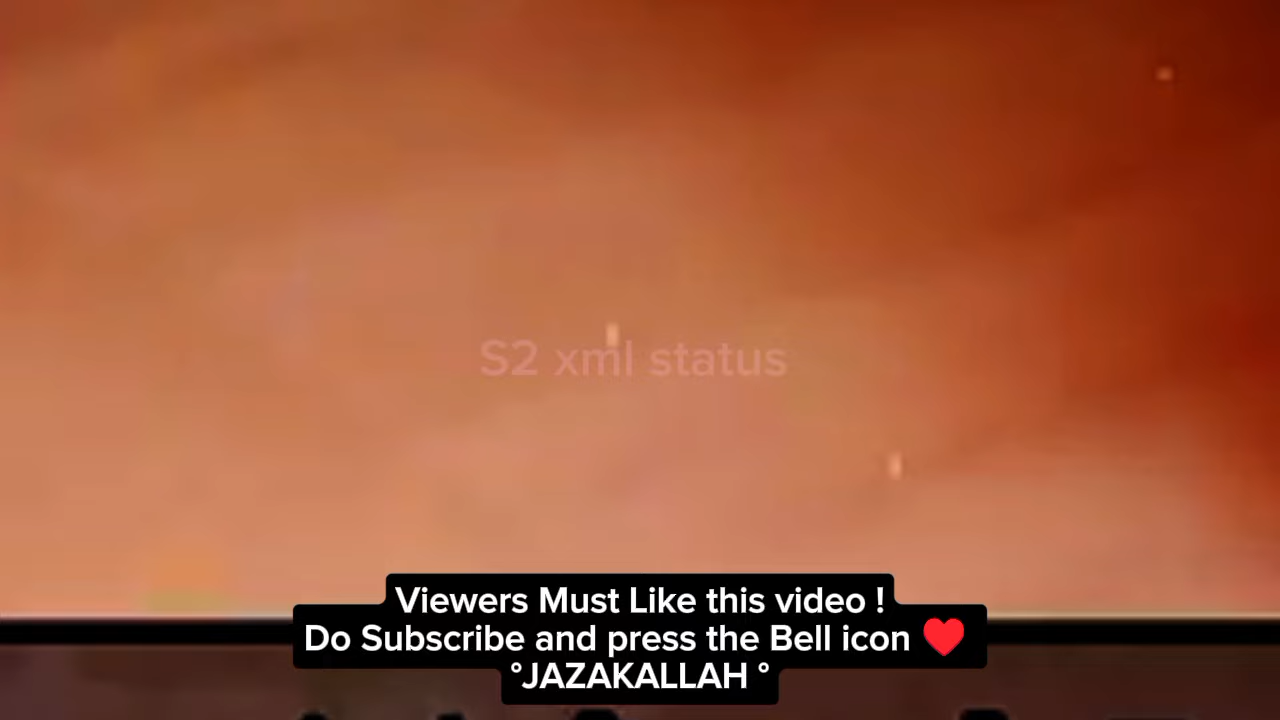 S2 xml status
Viewers Must Like this video !
Do Subscribe and press the Bell icon ❤️
°JAZAKALLAH °